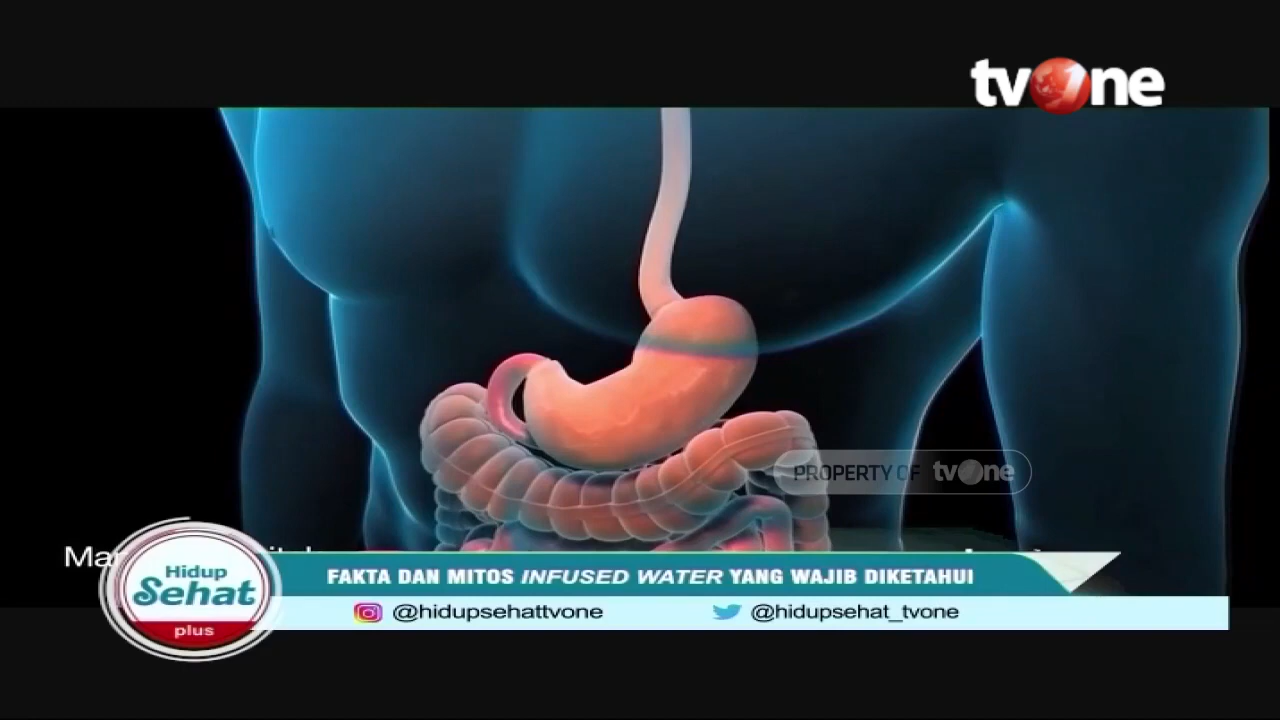 tvOne
PROPERTY OF tvOne
Hidup
Sehat
plus
FAKTA DAN MITOS INFUSED WATER YANG WAJIB DIKETAHUI
@hidupsehattvone
@hidupsehat_tvone